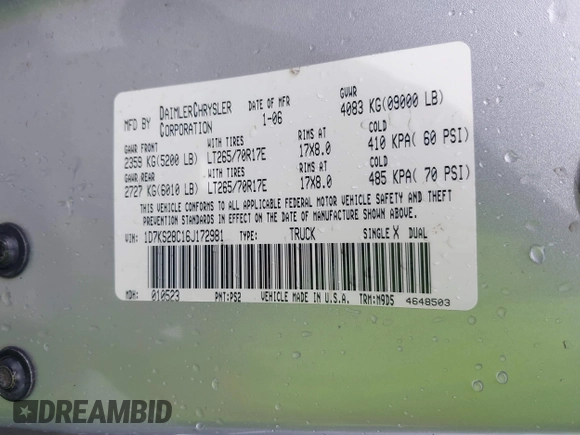 MFD BY DAIMLERCHRYSLER CORPORATION DATE OF MFR 1-06 GVWR 4083 KG(09000 LB)
GAWR FRONT WITH TIRES RIMS AT COLD
2359 KG(5200 LB) LT265/70R17E 17X8.0 410 KPA( 60 PSI)
GAWR REAR WITH TIRES RIMS AT COLD
2727 KG(6010 LB) LT265/70R17E 17X8.0 485 KPA( 70 PSI)
THIS VEHICLE CONFORMS TO ALL APPLICABLE FEDERAL MOTOR VEHICLE SAFETY AND THEFT
PREVENTION STANDARDS IN EFFECT ON THE DATE OF MANUFACTURE SHOWN ABOVE.
VIN: 1D7KS28C16J172981 TYPE: TRUCK SINGLE X DUAL
MDH: 010523 PNT:PS2 VEHICLE MADE IN U.S.A. TRM:M9D5 4648503
DREAMBID